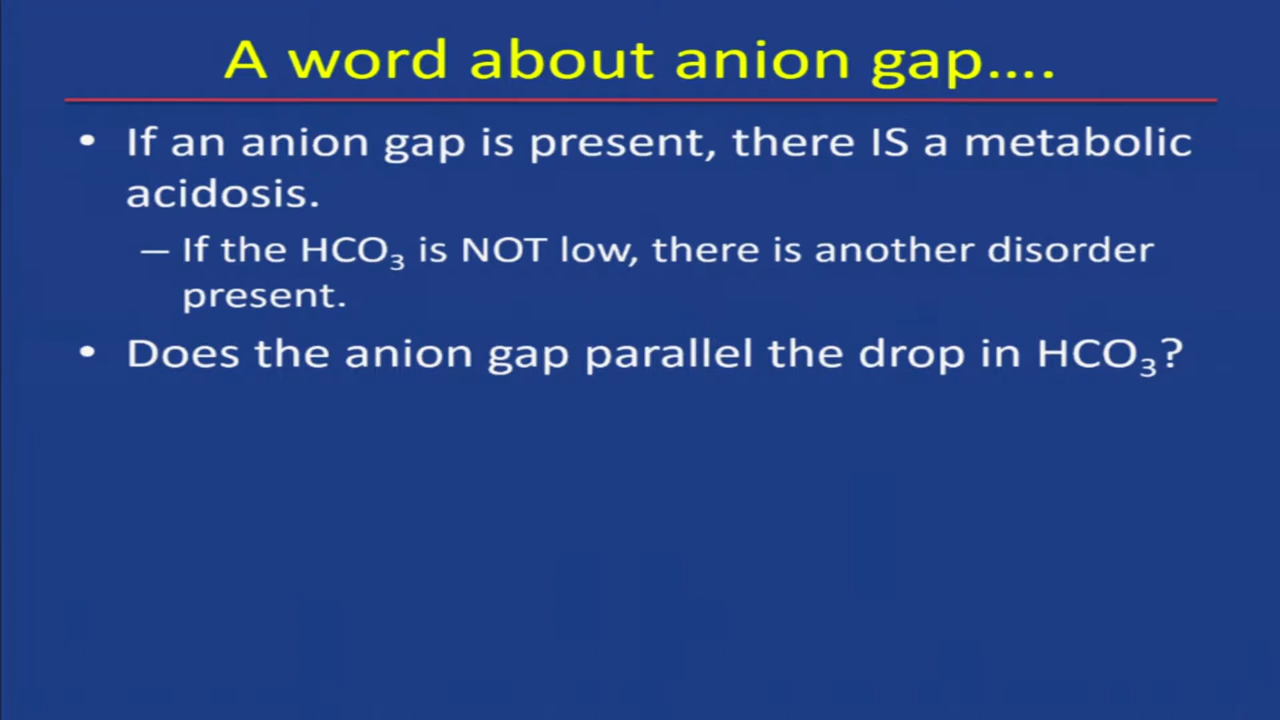 A word about anion gap….
• If an anion gap is present, there IS a metabolic
acidosis.
– If the HCO₃ is NOT low, there is another disorder
present.
• Does the anion gap parallel the drop in HCO₃?